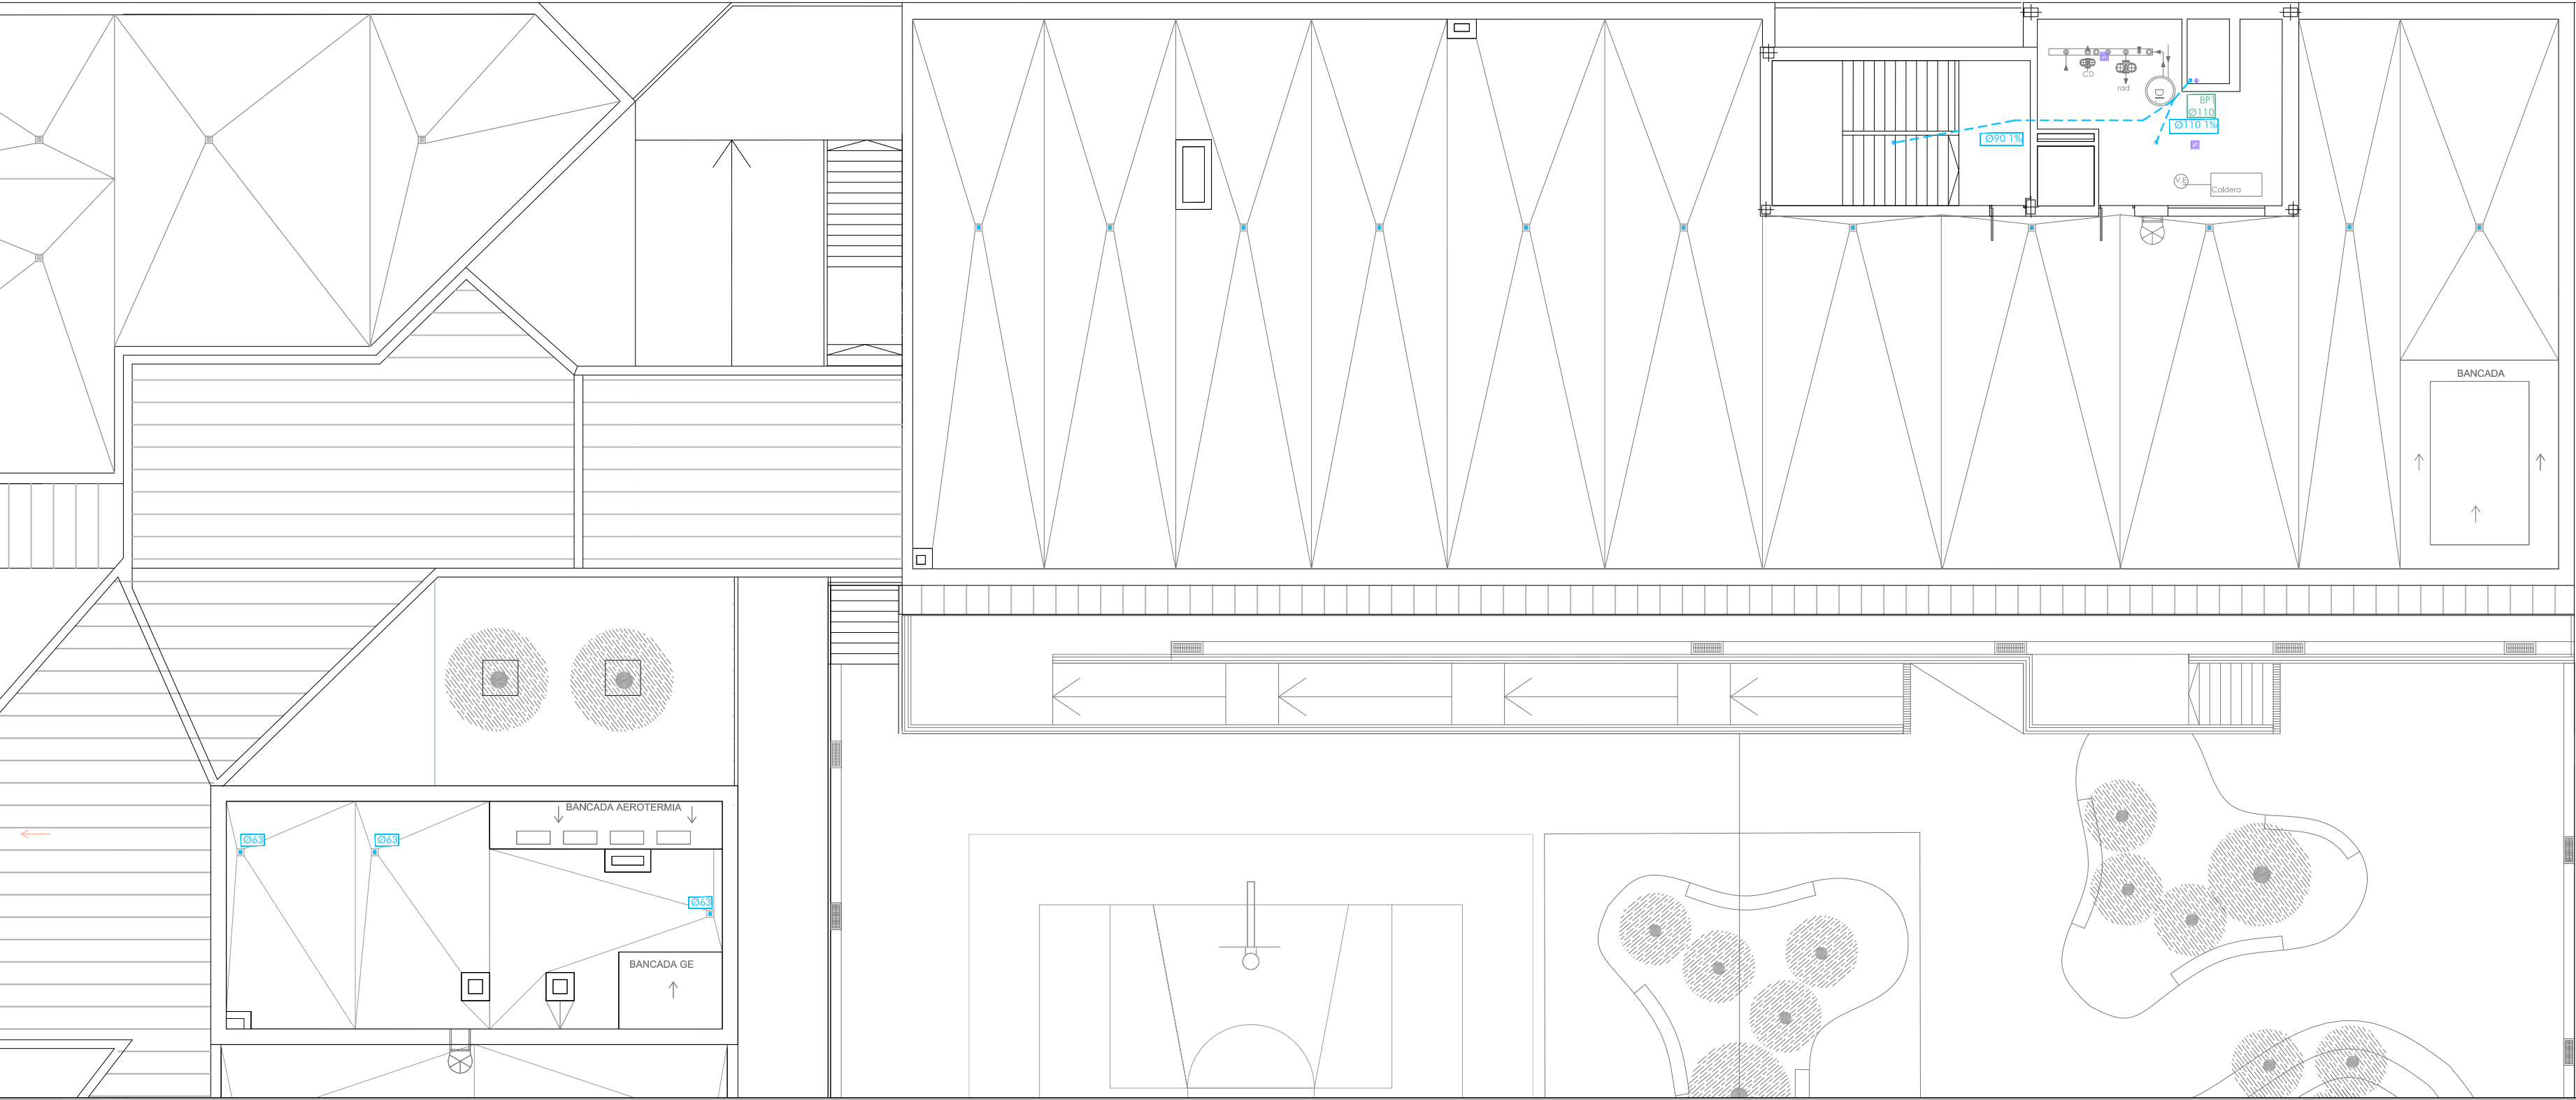 CD
rad
BP1
Ø110
Ø110 1%
Ø90 1%
V.E
Caldera
BANCADA
BANCADA AEROTERMIA
Ø63
Ø63
Ø63
BANCADA GE